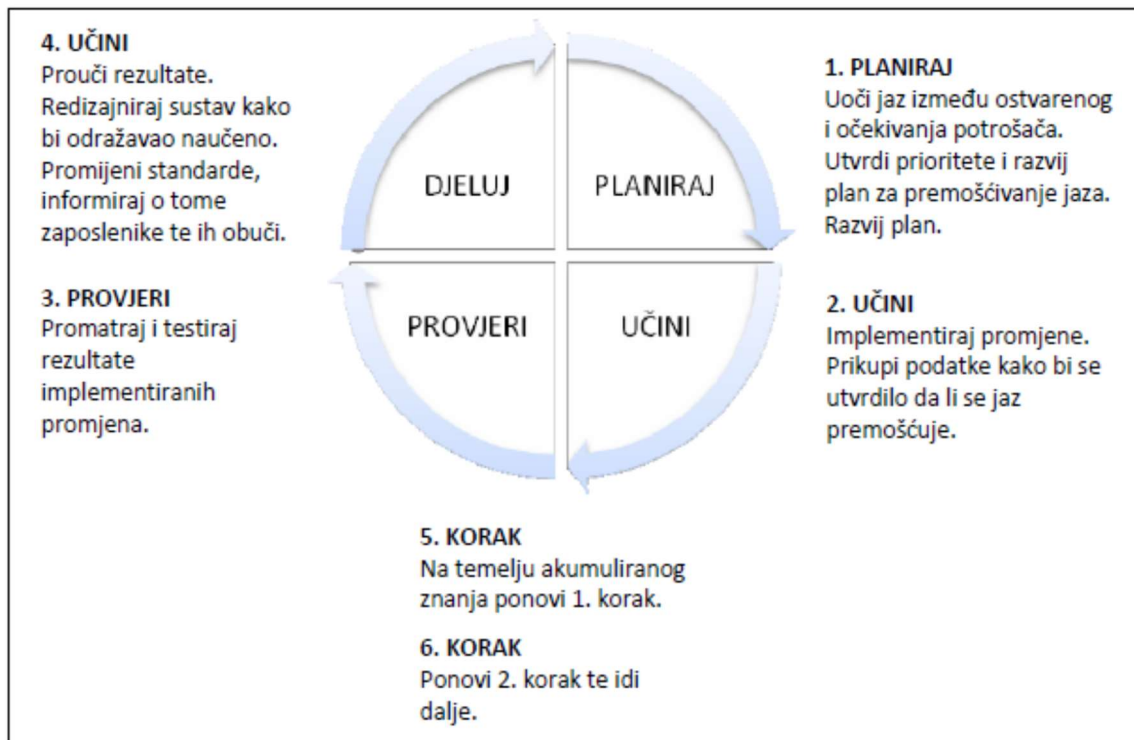 4. UČINI
Prouči rezultate.
Redizajniraj sustav kako
bi odražavao naučeno.
Promijeni standarde,
informiraj o tome
zaposlenike te ih obuči.
3. PROVJERI
Promatraj i testiraj
rezultate
implementiranih
promjena.
DJELUJ
PLANIRAJ
PROVJERI
UČINI
1. PLANIRAJ
Uoči jaz između ostvarenog
i očekivanja potrošača.
Utvrdi prioritete i razvij
plan za premošćivanje jaza.
Razvij plan.
2. UČINI
Implementiraj promjene.
Prikupi podatke kako bi se
utvrdilo da li se jaz
premošćuje.
5. KORAK
Na temelju akumuliranog
znanja ponovi 1. korak.
6. KORAK
Ponovi 2. korak te idi
dalje.